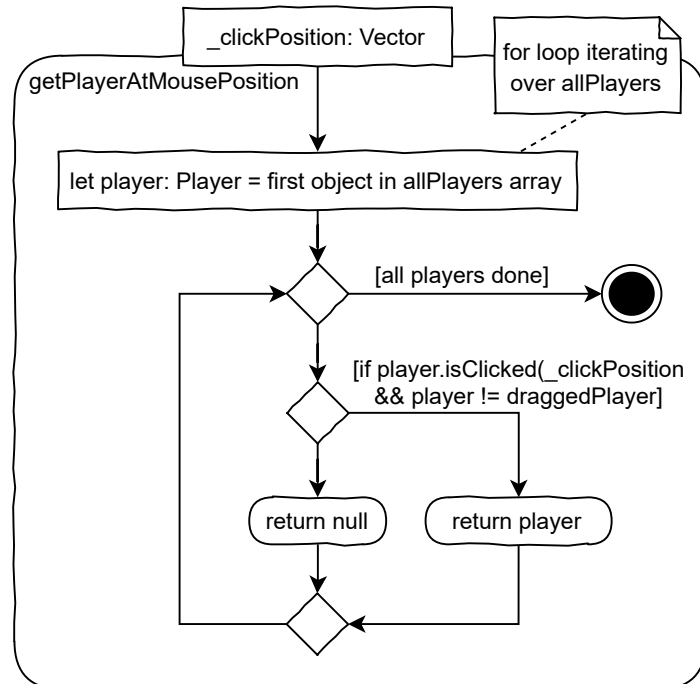 _clickPosition: Vector
for loop iterating
over allPlayers
getPlayerAtMousePosition
let player: Player = first object in allPlayers array
[all players done]
[if player.isClicked(_clickPosition
&& player != draggedPlayer]
return null
return player